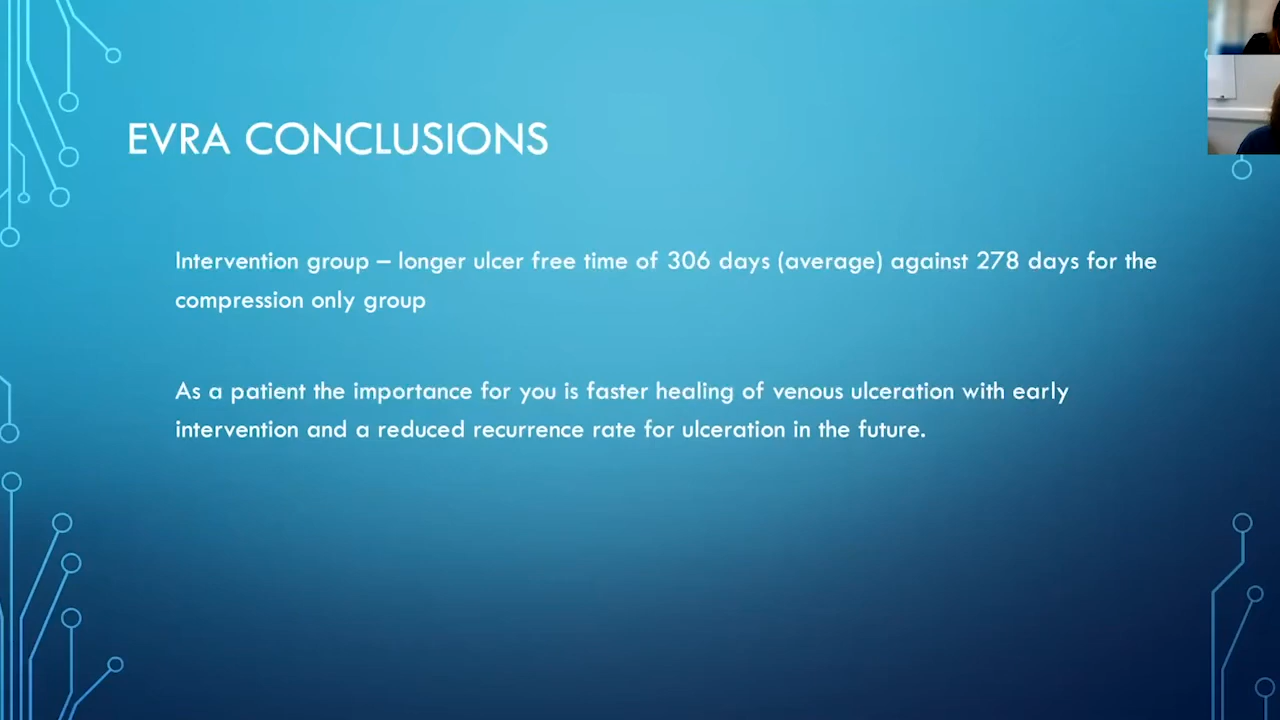 EVRA CONCLUSIONS
Intervention group – longer ulcer free time of 306 days (average) against 278 days for the
compression only group
As a patient the importance for you is faster healing of venous ulceration with early
intervention and a reduced recurrence rate for ulceration in the future.